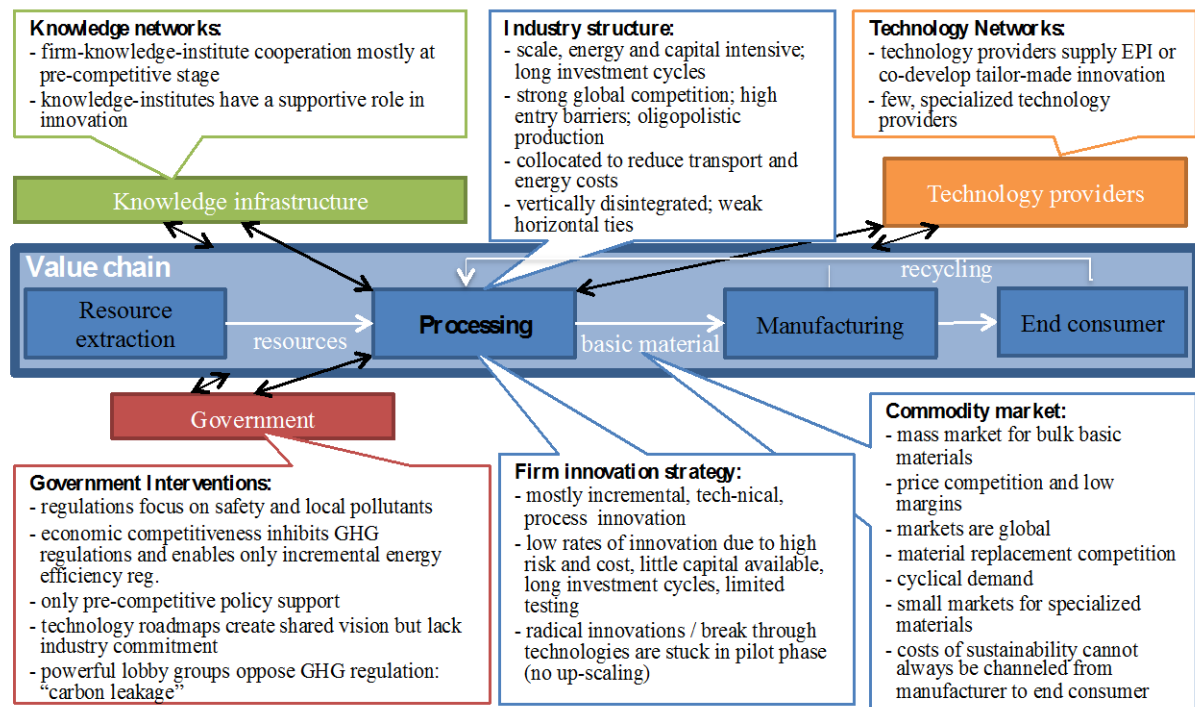 Knowledge networks:
- firm-knowledge-institute cooperation mostly at
pre-competitive stage
- knowledge-institutes have a supportive role in
innovation
Industry structure:
- scale, energy and capital intensive;
long investment cycles
- strong global competition; high
entry barriers; oligopolistic
production
- collocated to reduce transport and
energy costs
- vertically disintegrated; weak
horizontal ties
Technology Networks:
- technology providers supply EPI or
co-develop tailor-made innovation
- few, specialized technology
providers
Knowledge infrastructure
Technology providers
Value chain
recycling
Resource
extraction
resources
Processing
basic material
Manufacturing
End consumer
Government
Government Interventions:
- regulations focus on safety and local pollutants
- economic competitiveness inhibits GHG
regulations and enables only incremental energy
efficiency reg.
- only pre-competitive policy support
- technology roadmaps create shared vision but lack
industry commitment
- powerful lobby groups oppose GHG regulation:
“carbon leakage”
Firm innovation strategy:
- mostly incremental, tech-nical,
process innovation
- low rates of innovation due to high
risk and cost, little capital available,
long investment cycles, limited
testing
- radical innovations / break through
technologies are stuck in pilot phase
(no up-scaling)
Commodity market:
- mass market for bulk basic
materials
- price competition and low
margins
- markets are global
- material replacement competition
- cyclical demand
- small markets for specialized
materials
- costs of sustainability cannot
always be channeled from
manufacturer to end consumer